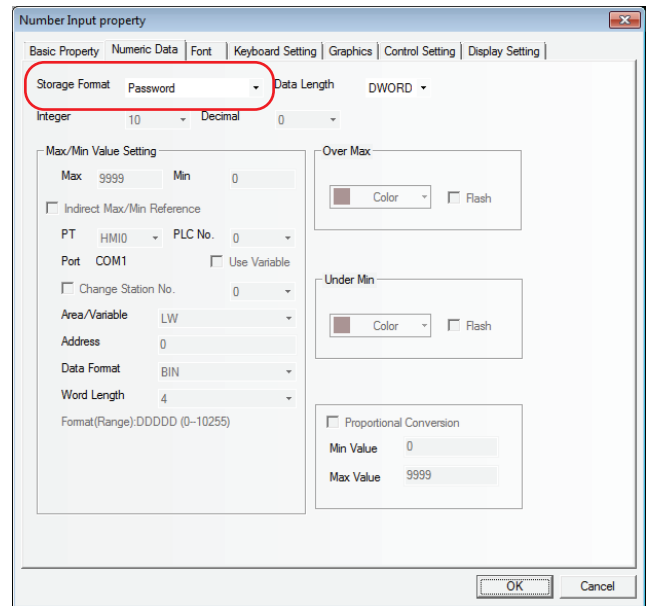 Number Input property
Basic Property Numeric Data Font Keyboard Setting Graphics Control Setting Display Setting
Storage Format Password Data Length DWORD
Integer 10 Decimal 0
Max/Min Value Setting Over Max
Max 9999 Min 0
Color Flash
Indirect Max/Min Reference
PT HMI0 PLC No. 0
Port COM1 Use Variable
Under Min
Change Station No. 0
Area/Variable LW
Color Flash
Address 0
Data Format BIN
Word Length 4
Format(Range):DDDDD (0~10255) Proportional Conversion
Min Value 0
Max Value 9999
OK Cancel